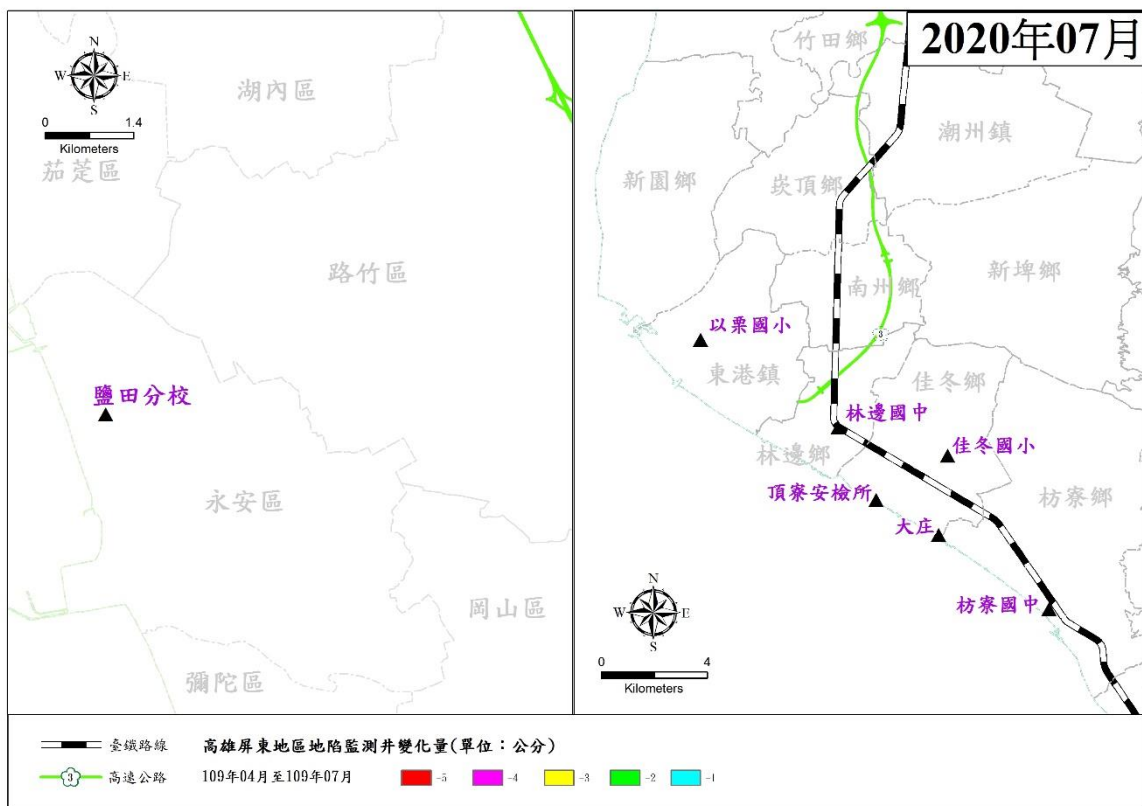 2020年07月
N
W
E
S
0
1.4
Kilometers
湖內區
茄萣區
路竹區
鹽田分校
永安區
岡山區
彌陀區
竹田鄉
潮州鎮
新園鄉
崁頂鄉
新埤鄉
南州鄉
以栗國小
3
東港鎮
佳冬鄉
林邊國中
林邊鄉
佳冬國小
頂寮安檢所
枋寮鄉
大庄
枋寮國中
N
W
E
S
0
4
Kilometers
臺鐵路線
高雄屏東地區地陷監測井變化量(單位：公分)
3 高速公路
109年04月至109年07月
-5 -4 -3 -2 -1